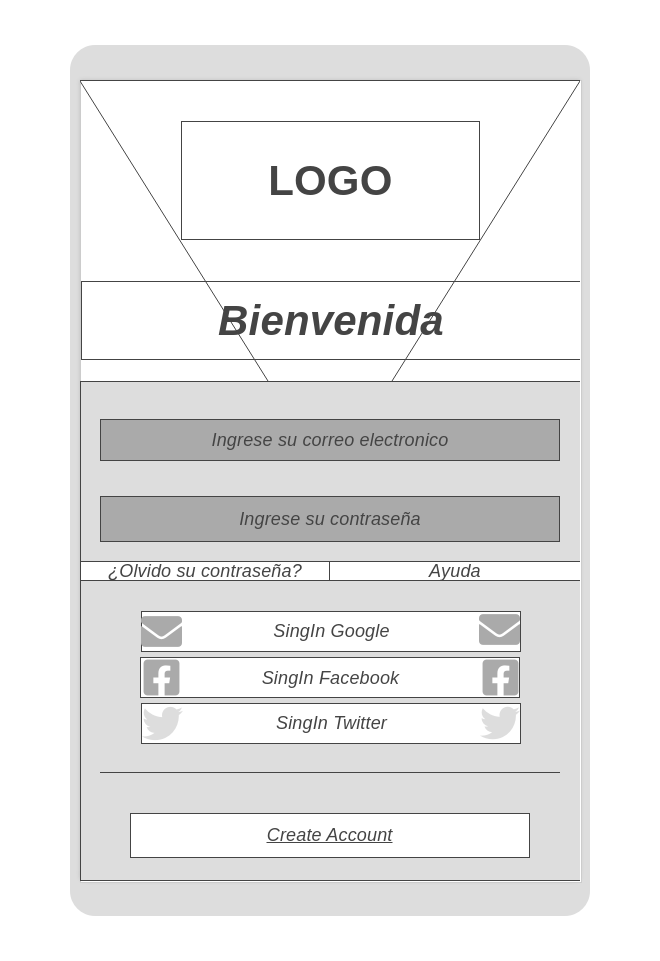 LOGO
Bienvenida
Ingrese su correo electronico
Ingrese su contraseña
¿Olvido su contraseña? Ayuda
SingIn Google
SingIn Facebook
SingIn Twitter
Create Account